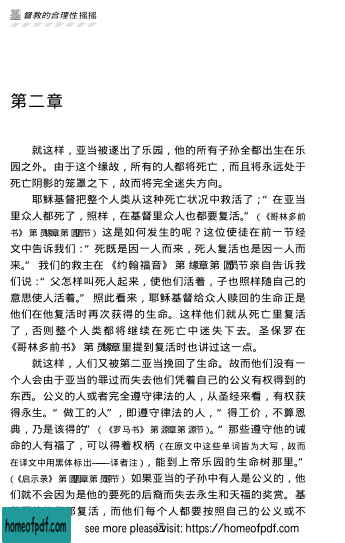 督教的合理性
第二章
就这样，亚当被逐出了乐园，他的所有子孙全都出生在乐
园之外。由于这个缘故，所有的人都将死亡，而且将永远处于
死亡阴影的笼罩之下，故而将完全迷失方向。
耶稣基督把整个人类从这种死亡状况中救活了；“在亚当
里众人都死了，照样，在基督里众人也都要复活。”（《哥林多前
书》第 章第 节）这是如何发生的呢？这位使徒在前一节经
文中告诉我们：“死既是因一人而来，死人复活也是因一人而
来。”我们的救主在《约翰福音》第 章第 节亲自告诉我
们说：“父怎样叫死人起来，使他们活着，子也照样随自己的
意思使人活着。”照此看来，耶稣基督给众人赎回的生命正是
他们在他复活时再次获得的生命。这样他们就从死亡里复活
了，否则整个人类都将继续在死亡中迷失下去。圣保罗在
《哥林多前书》第 章里提到复活时也讲过这一点。
就这样，人们又被第二亚当挽回了生命。故而他们没有一
个人会由于亚当的罪过而失去他们凭着自己的公义有权得到的
东西。公义的人或者完全遵守律法的人，从圣经来看，有权获
得永生。“做工的人”，即遵守律法的人，“得工价，不算恩
典，乃是该得的”（《罗马书》第 章第 节）。“那些遵守他的诫
命的人有福了，可以得着权柄（在原文中这些单词皆为大写，故而
在译文中用黑体标出——译者注），能到上帝乐园的生命树那里。”
（《启示录》第 章第 节）如果亚当的子孙中有人是公义的，他
们就不会因为是他的要死的后裔而失去永生和天福的奖赏。基
复活，而他们每个人都要按照自己的公义或不
homeofpdf.com
see more please visit: https://homeofpdf.com